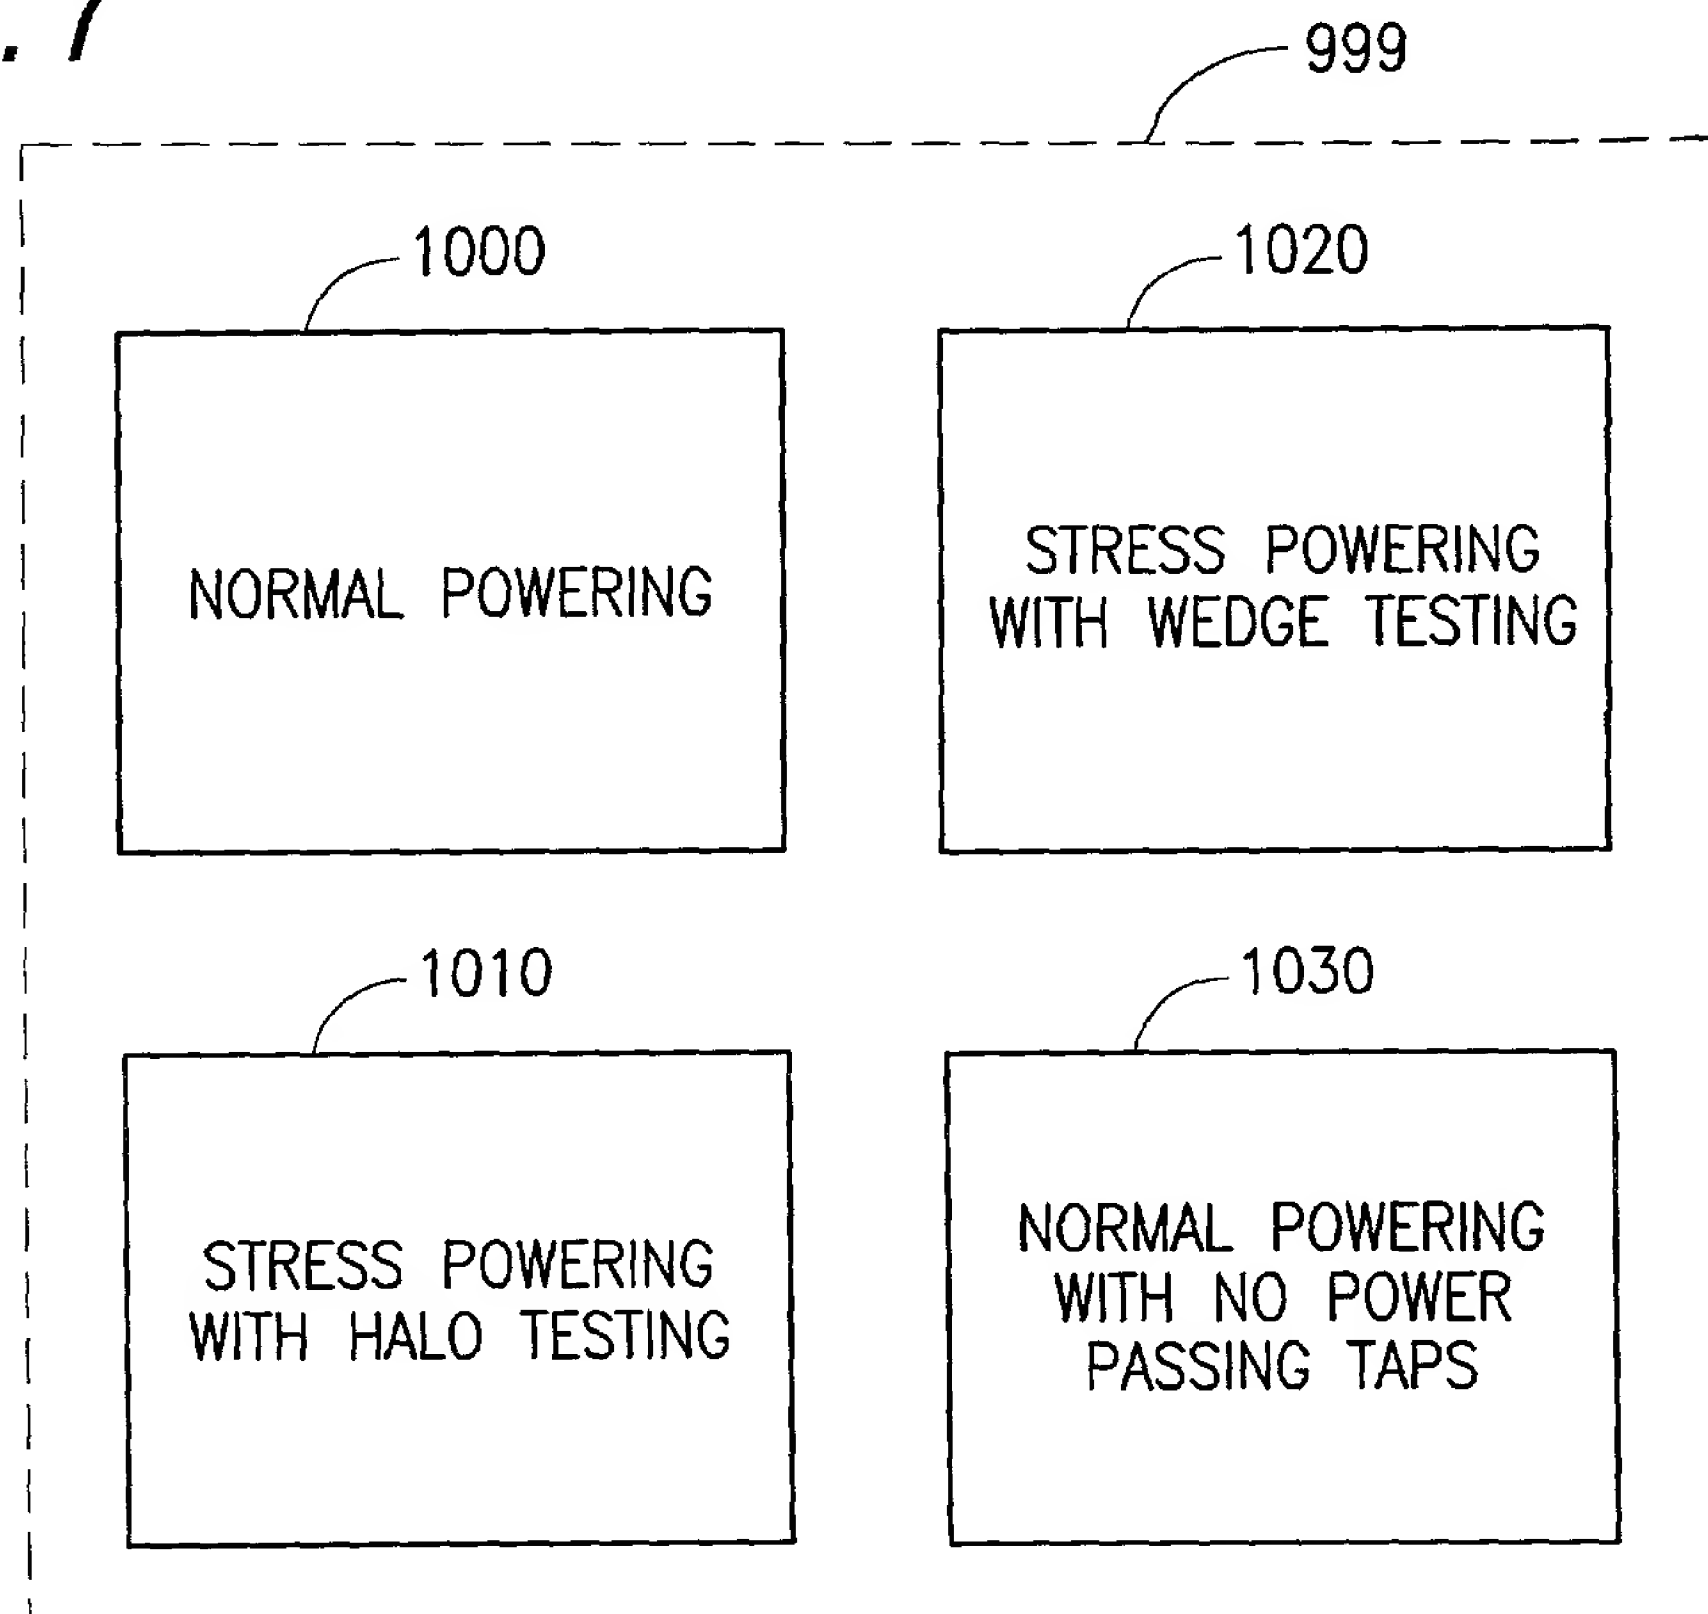 . 7
999
1000
1020
NORMAL POWERING
STRESS POWERING
WITH WEDGE TESTING
1010
1030
STRESS POWERING
WITH HALO TESTING
NORMAL POWERING
WITH NO POWER
PASSING TAPS